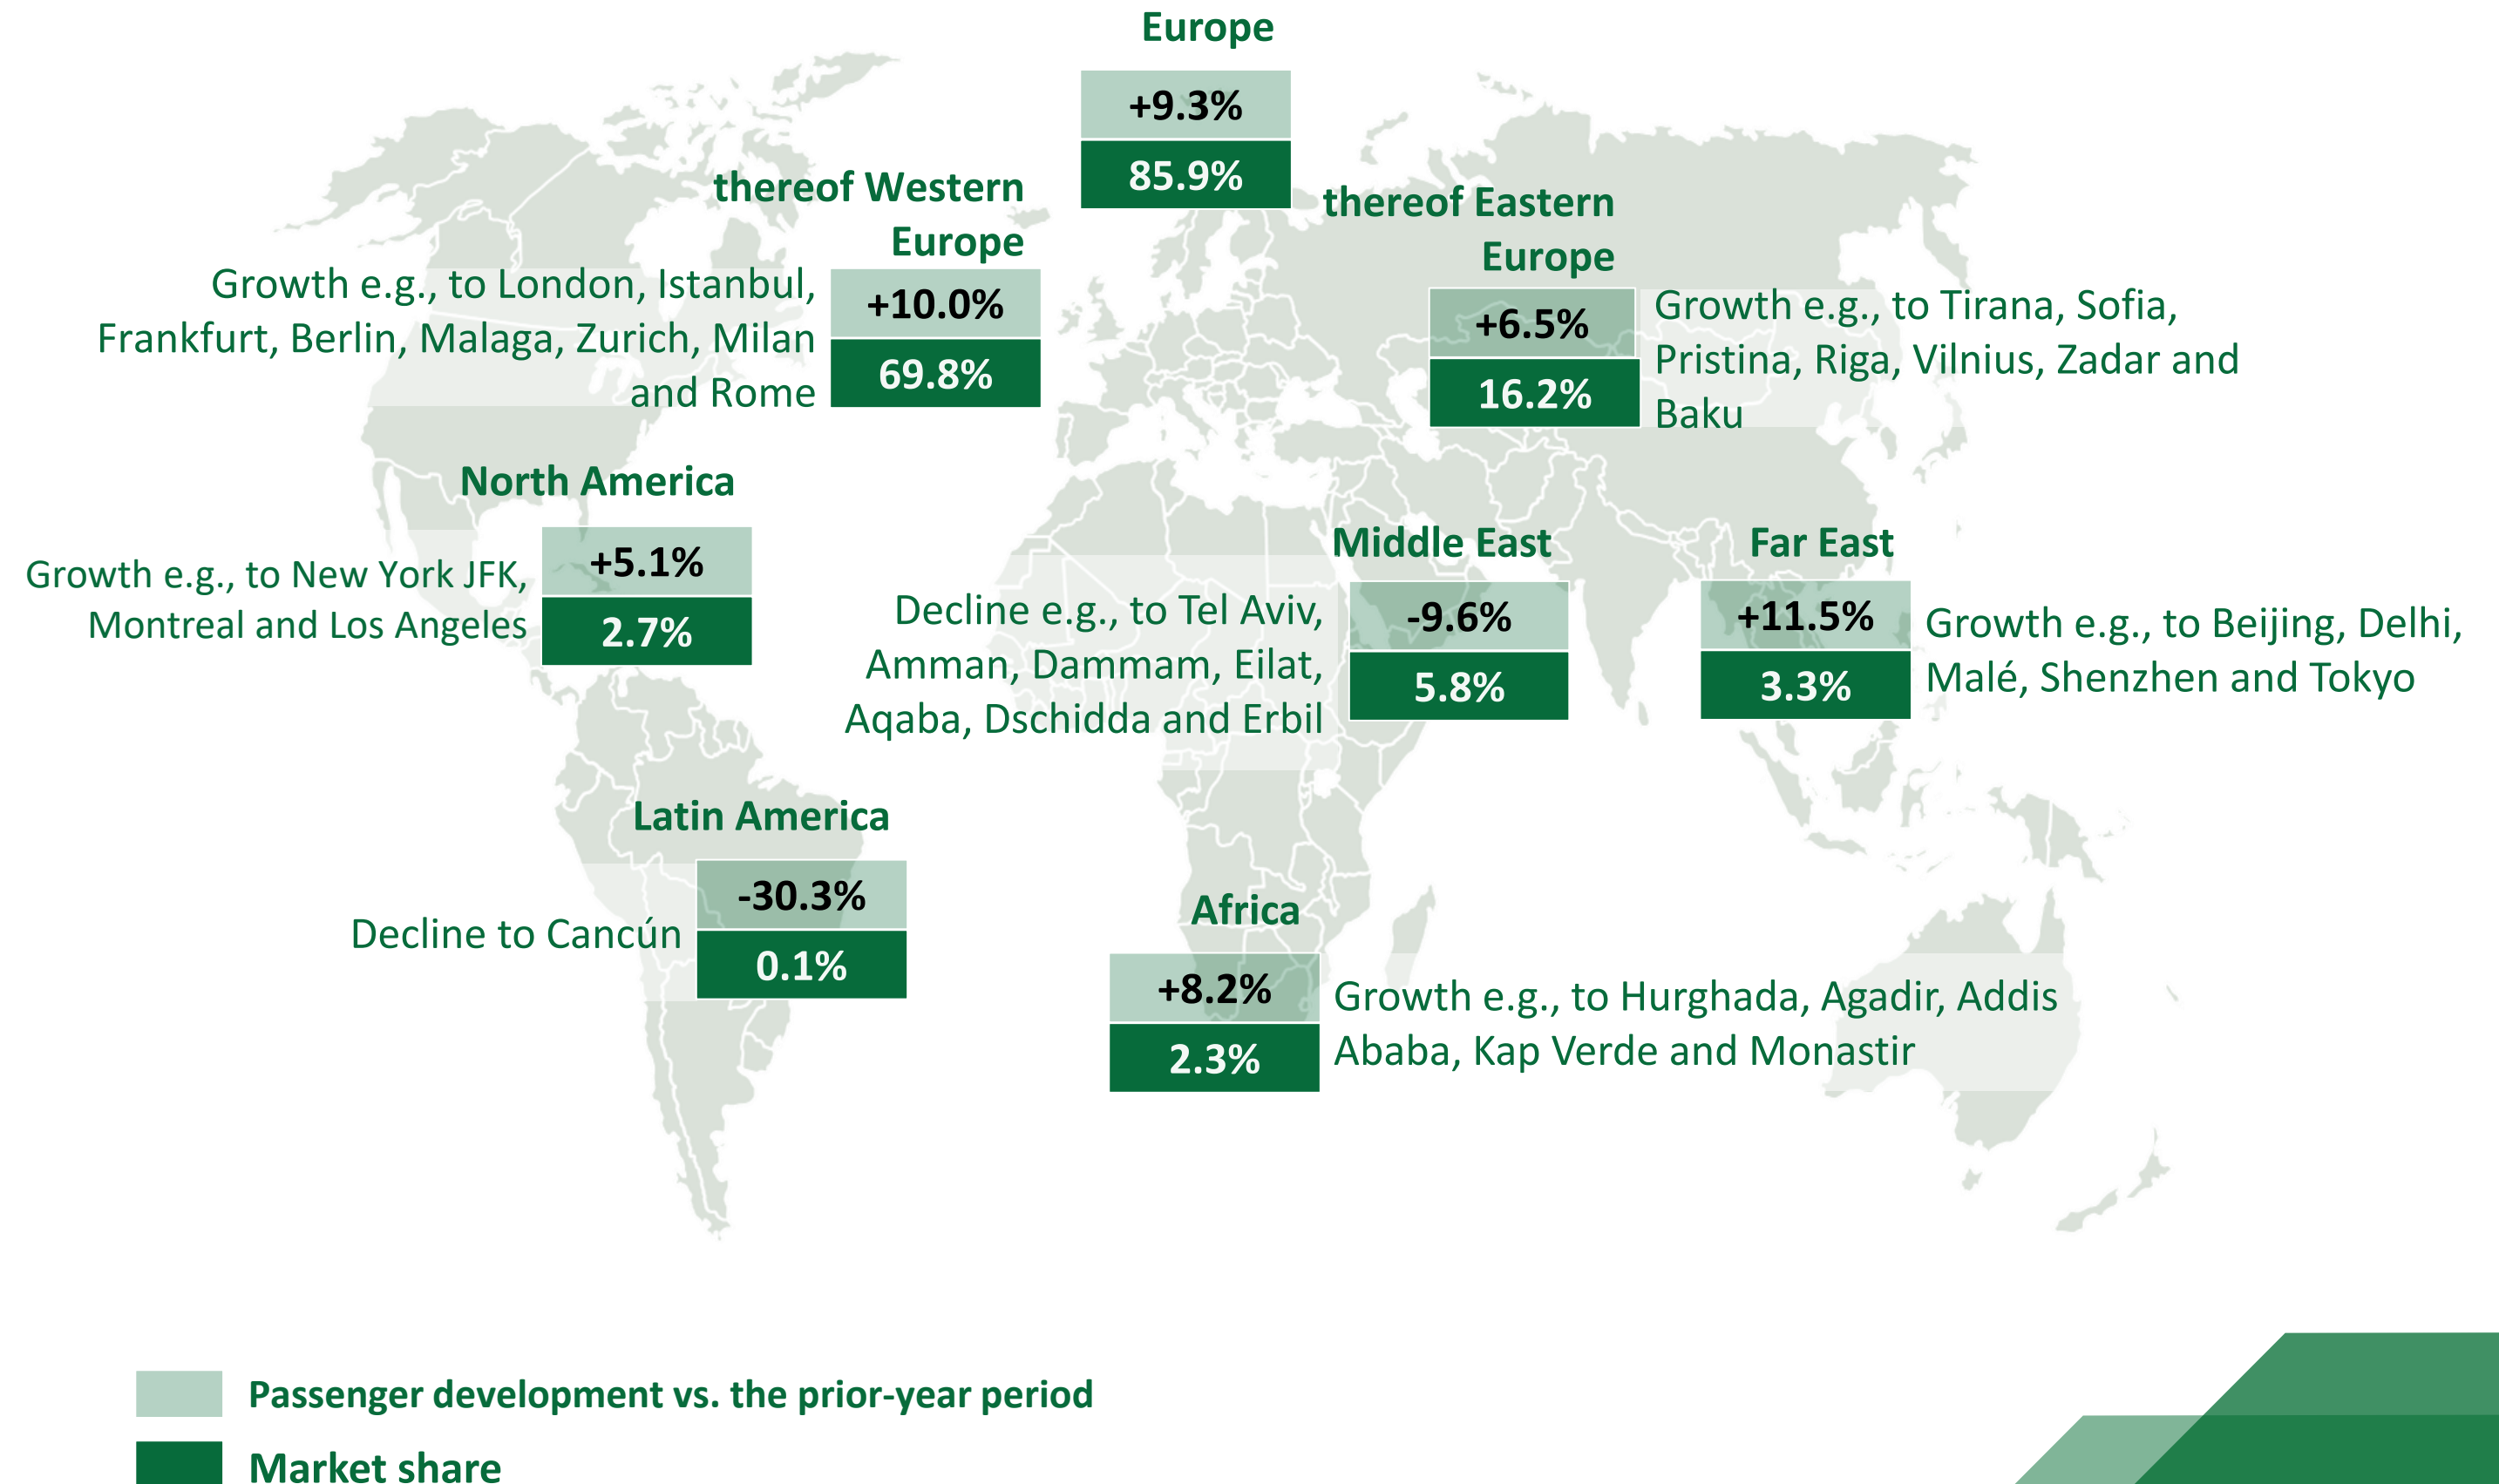 Europe
+9.3%
85.9%
thereof Western
Europe
Growth e.g., to London, Istanbul,
Frankfurt, Berlin, Malaga, Zurich, Milan
and Rome
+10.0%
69.8%
thereof Eastern
Europe
+6.5%
16.2%
Growth e.g., to Tirana, Sofia,
Pristina, Riga, Vilnius, Zadar and
Baku
North America
Growth e.g., to New York JFK,
Montreal and Los Angeles
+5.1%
2.7%
Middle East
Decline e.g., to Tel Aviv,
Amman, Dammam, Eilat,
Aqaba, Dschidda and Erbil
-9.6%
5.8%
Far East
+11.5%
3.3%
Growth e.g., to Beijing, Delhi,
Malé, Shenzhen and Tokyo
Latin America
Decline to Cancún
-30.3%
0.1%
Africa
+8.2%
2.3%
Growth e.g., to Hurghada, Agadir, Addis
Ababa, Kap Verde and Monastir
Passenger development vs. the prior-year period
Market share